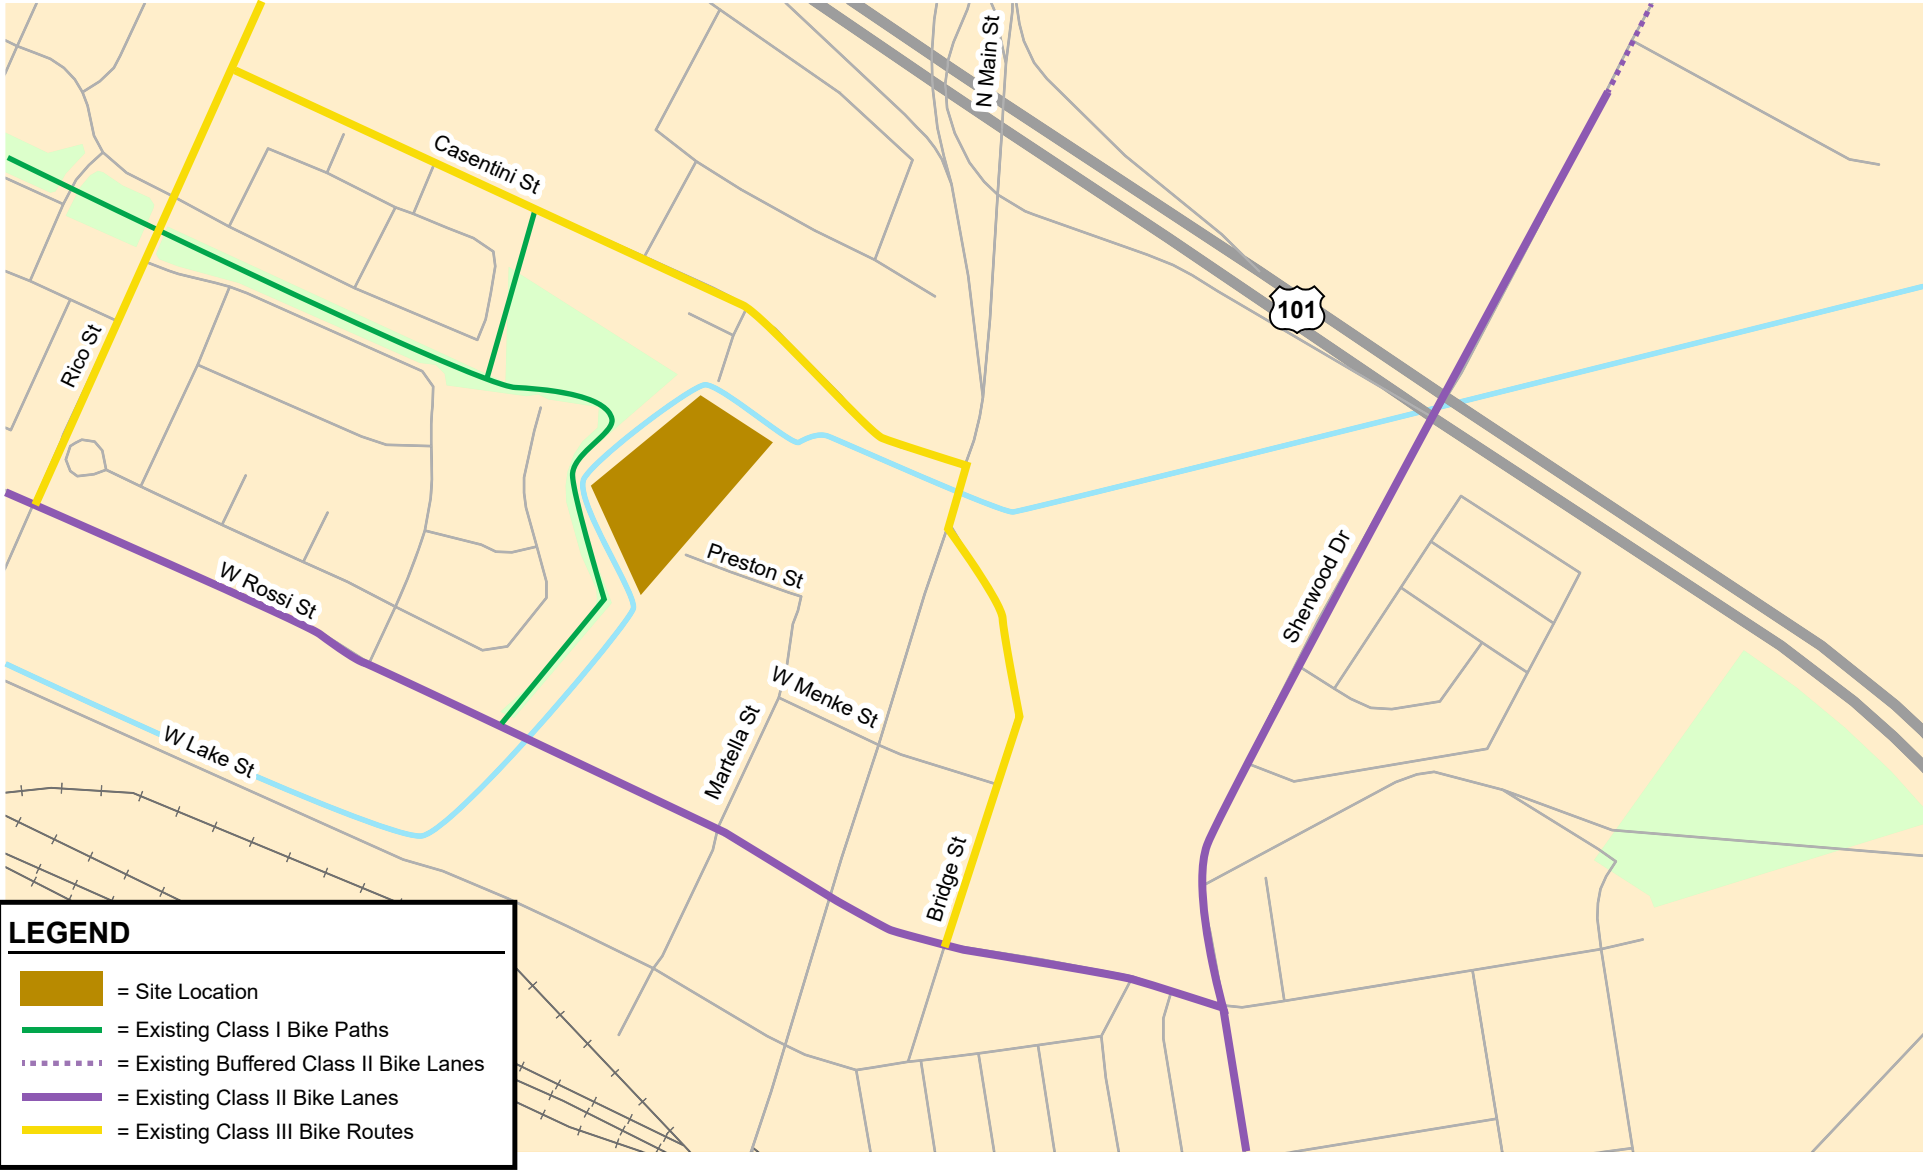 N Main St
Casentini St
101
Rico St
Sherwood Dr
Preston St
W Rossi St
W Menke St
Martella St
W Lake St
Bridge St
LEGEND
= Site Location
= Existing Class I Bike Paths
= Existing Buffered Class II Bike Lanes
= Existing Class II Bike Lanes
= Existing Class III Bike Routes